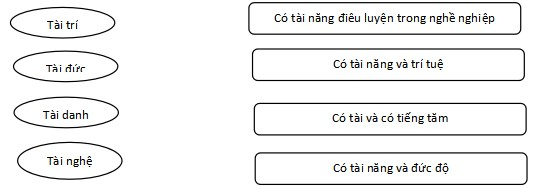 Tài trí
Có tài năng điêu luyện trong nghề nghiệp
Tài đức
Có tài năng và trí tuệ
Tài danh
Có tài và có tiếng tăm
Tài nghệ
Có tài năng và đức độ